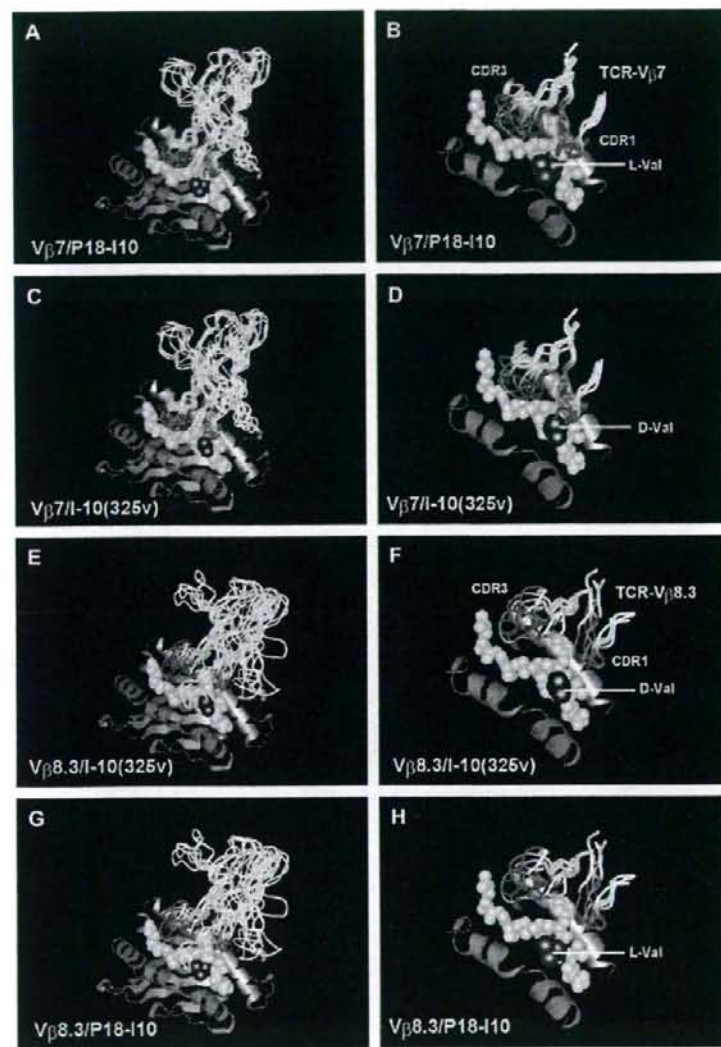 A
Vβ7/P18-I10
B
CDR3
TCR-Vβ7
CDR1
L-Val
Vβ7/P18-I10
C
Vβ7/I-10(325v)
D
D-Val
Vβ7/I-10(325v)
E
Vβ8.3/I-10(325v)
F
CDR3
TCR-Vβ8.3
CDR1
D-Val
Vβ8.3/I-10(325v)
G
Vβ8.3/P18-I10
H
L-Val
Vβ8.3/P18-I10